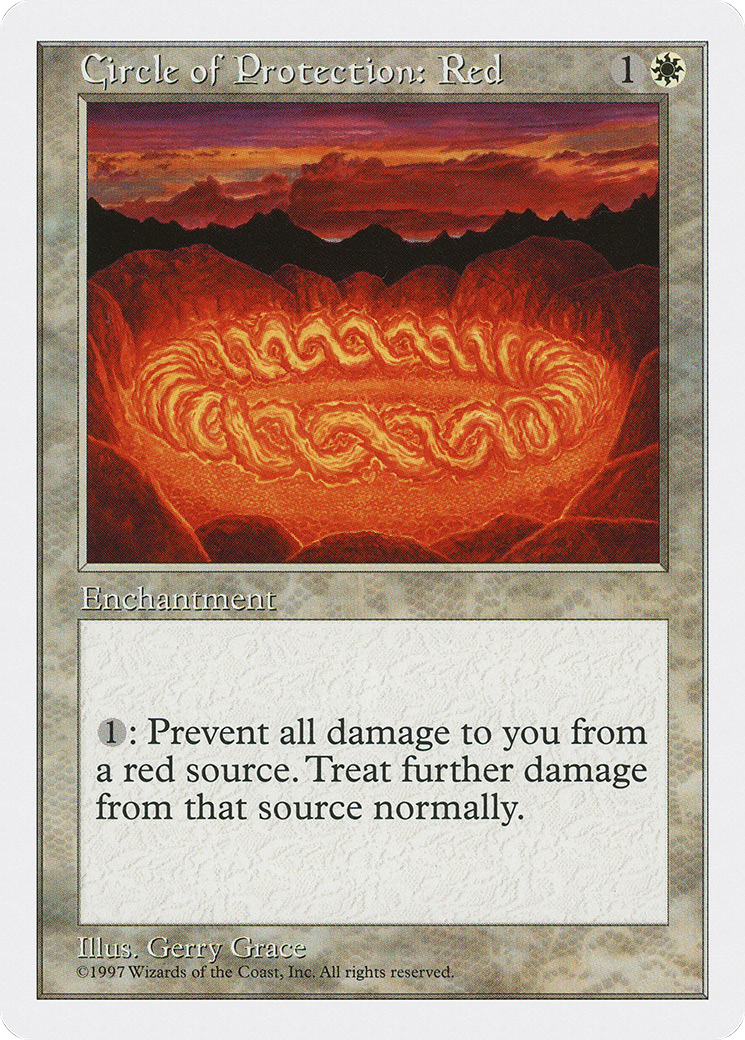 Circle of Protection: Red 1
Enchantment
1: Prevent all damage to you from
a red source. Treat further damage
from that source normally.
Illus. Gerry Grace
©1997 Wizards of the Coast, Inc. All rights reserved.